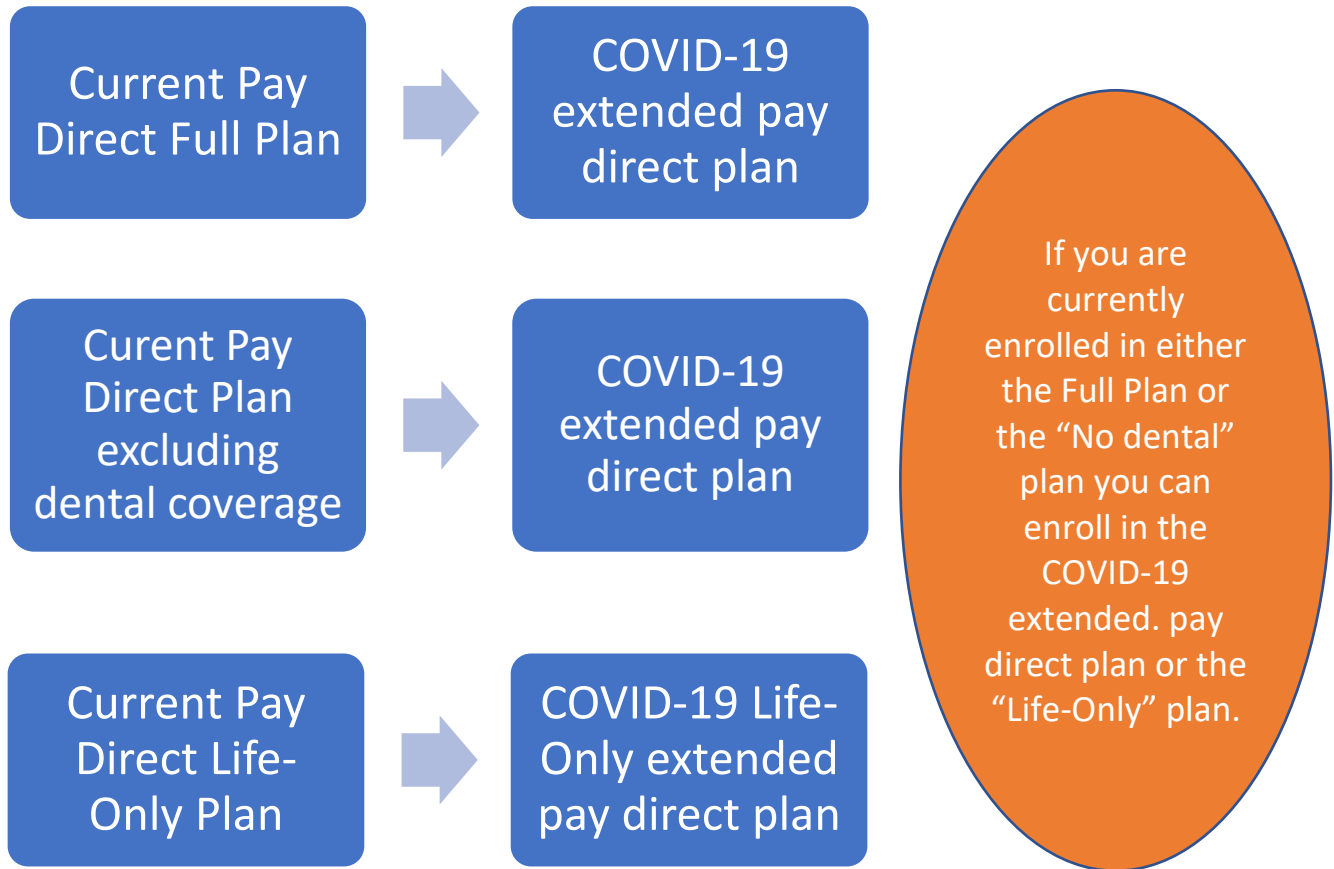 Current Pay
Direct Full Plan
COVID-19
extended pay
direct plan
Curent Pay
Direct Plan
excluding
dental coverage
COVID-19
extended pay
direct plan
Current Pay
Direct Life-
Only Plan
COVID-19 Life-
Only extended
pay direct plan
If you are
currently
enrolled in either
the Full Plan or
the “No dental”
plan you can
enroll in the
COVID-19
extended. pay
direct plan or the
“Life-Only” plan.